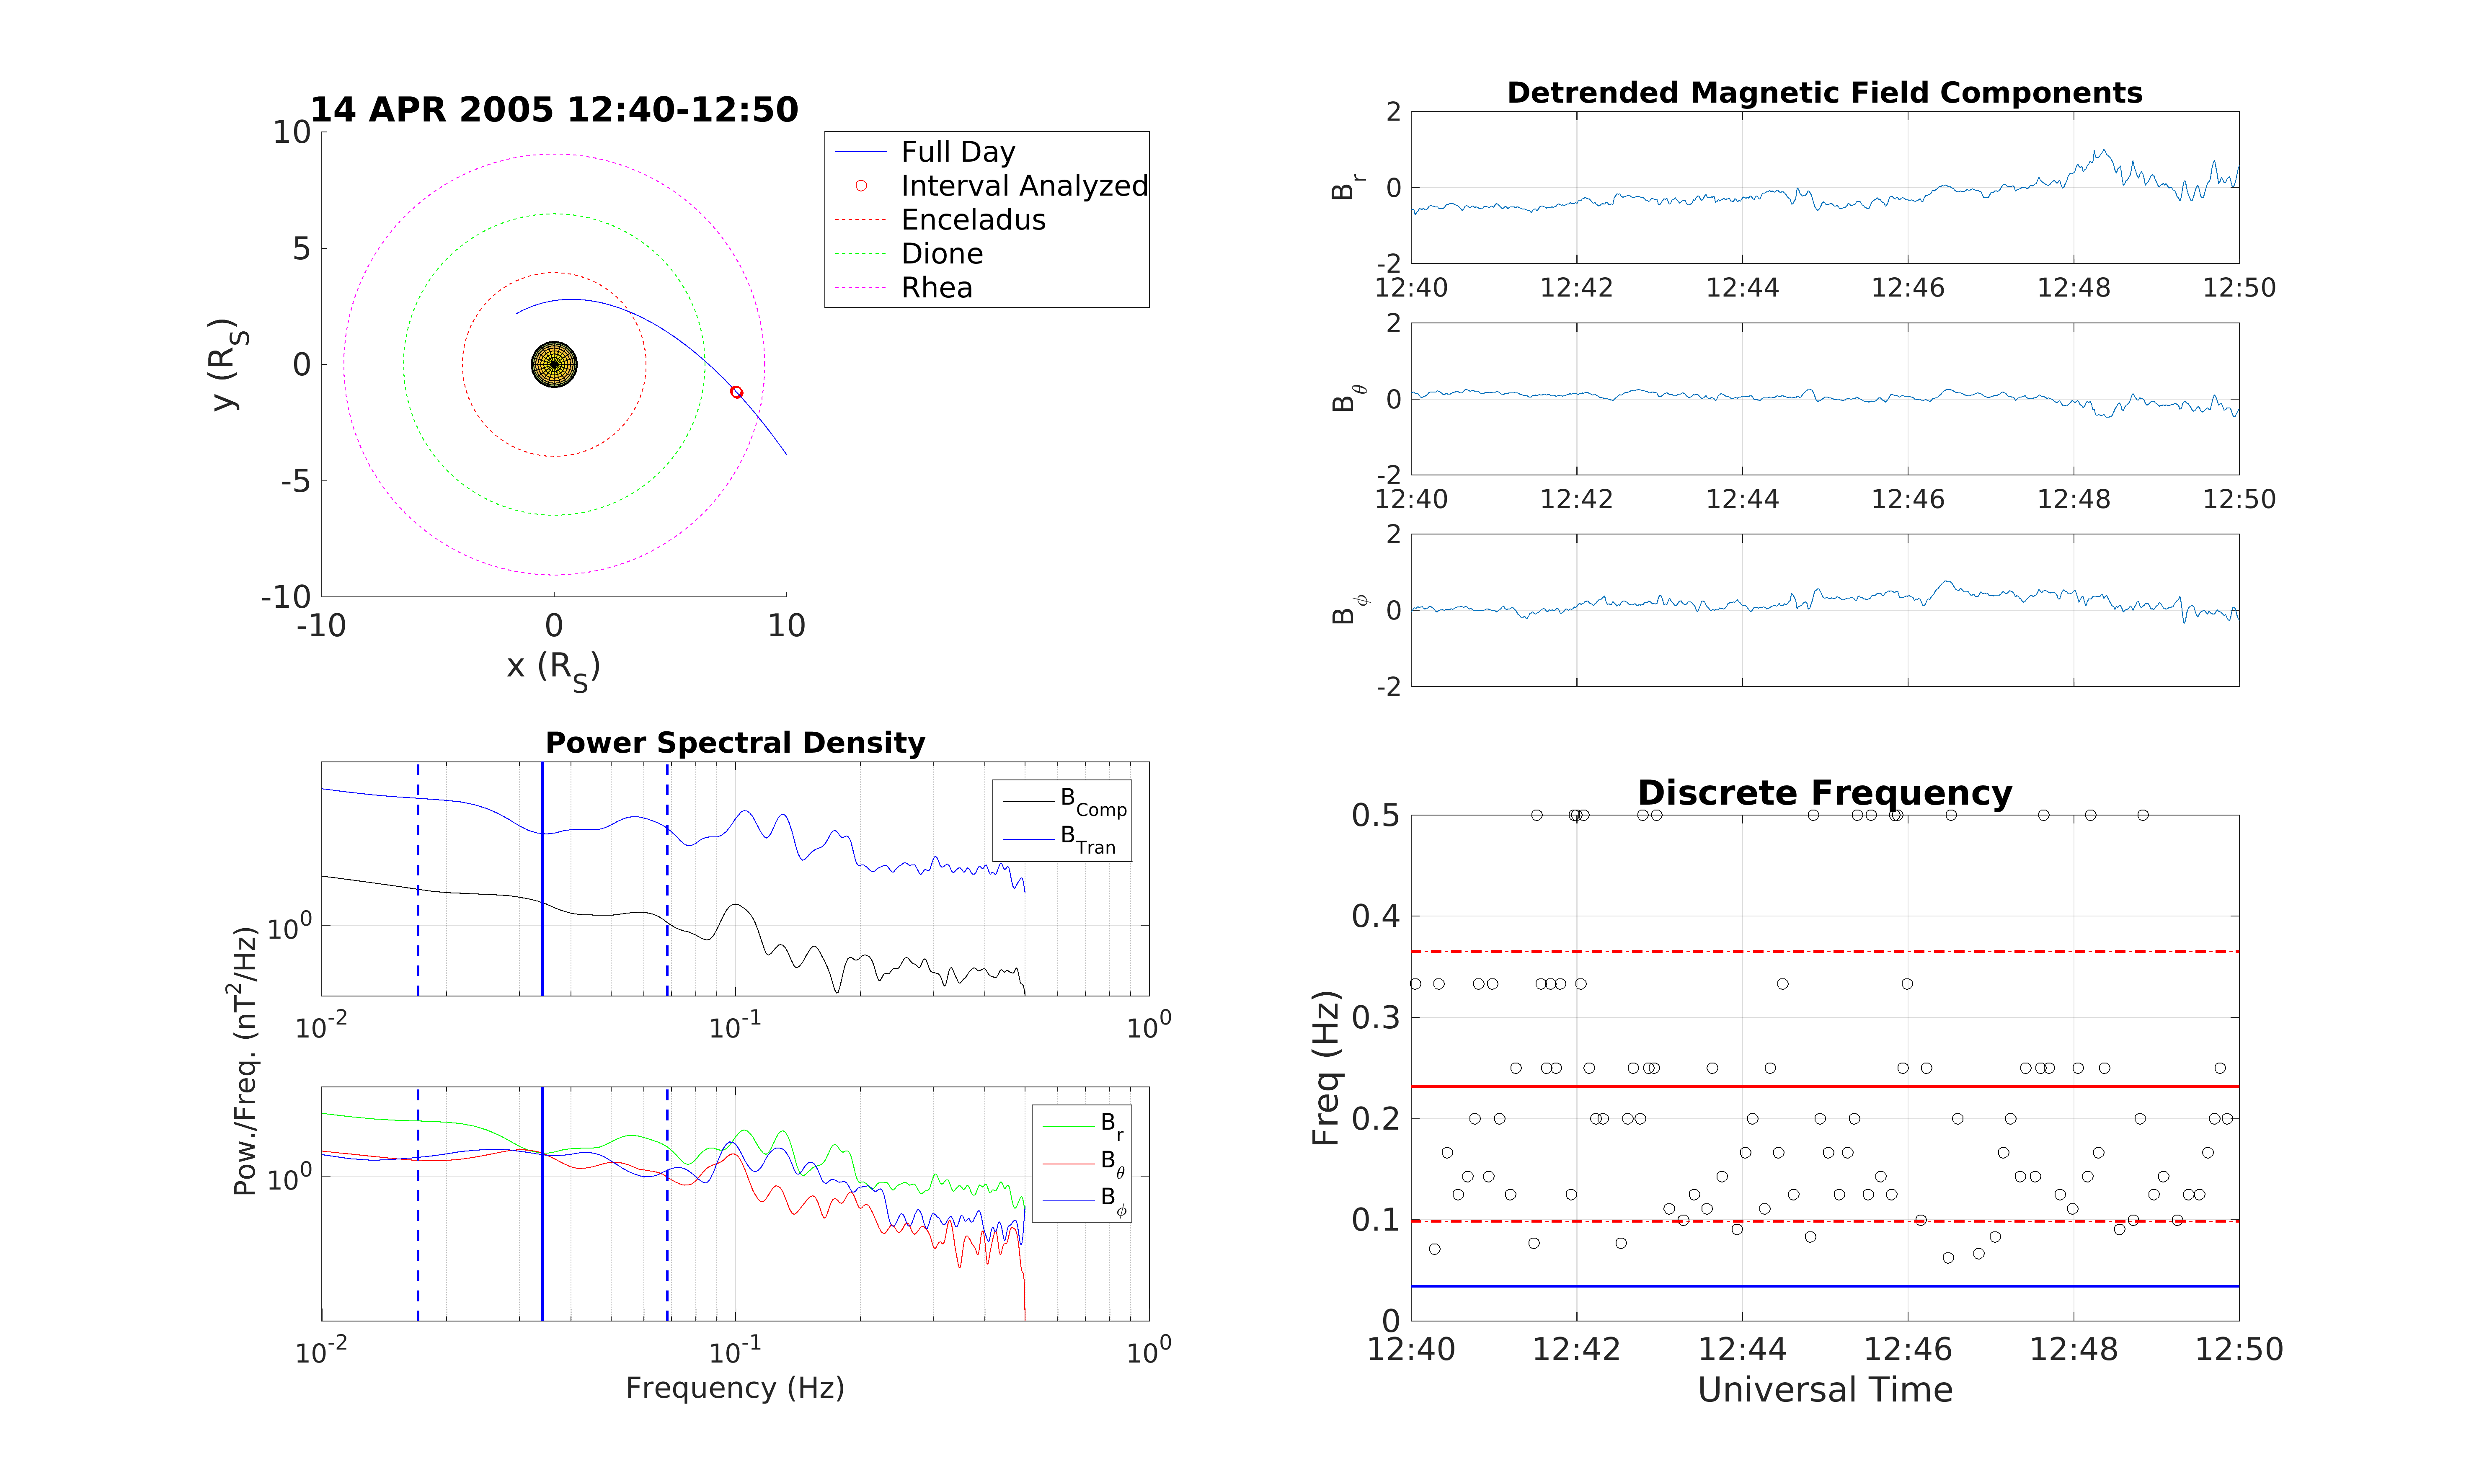 14 APR 2005 12:40-12:50
10
5
0
-5
-10
-10 0 10
y (R_S)
x (R_S)
Full Day
Interval Analyzed
Enceladus
Dione
Rhea
Detrended Magnetic Field Components
2
0
-2
B_r
12:40 12:42 12:44 12:46 12:48 12:50
2
0
-2
B_θ
12:40 12:42 12:44 12:46 12:48 12:50
2
0
-2
B_ϕ
Power Spectral Density
B_Comp
B_Tran
10^0
10^-2 10^-1 10^0
Pow./Freq. (nT^2/Hz)
B_r
B_θ
B_ϕ
10^0
10^-2 10^-1 10^0
Frequency (Hz)
Discrete Frequency
0.5
0.4
0.3
0.2
0.1
0
Freq (Hz)
12:40 12:42 12:44 12:46 12:48 12:50
Universal Time